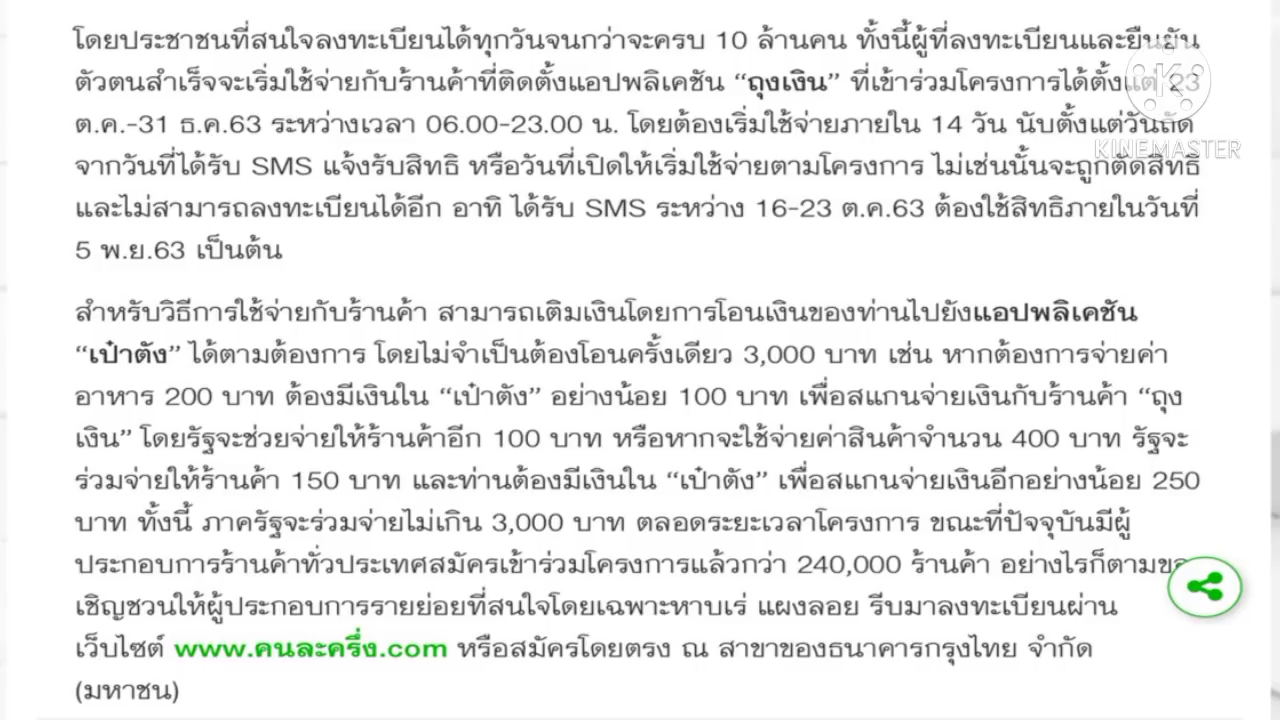 โดยประชาชนที่สนใจลงทะเบียนได้ทุกวันจนกว่าจะครบ 10 ล้านคน ทั้งนี้ผู้ที่ลงทะเบียนและยืนยัน
ตัวตนสำเร็จจะเริ่มใช้จ่ายกับร้านค้าที่ติดตั้งแอปพลิเคชัน “ถุงเงิน” ที่เข้าร่วมโครงการได้ตั้งแต่ 23
ต.ค.-31 ธ.ค.63 ระหว่างเวลา 06.00-23.00 น. โดยต้องเริ่มใช้จ่ายภายใน 14 วัน นับตั้งแต่วันถัด
KINEMASTER
จากวันที่ได้รับ SMS แจ้งรับสิทธิ หรือวันที่เปิดให้เริ่มใช้จ่ายตามโครงการ ไม่เช่นนั้นจะถูกตัดสิทธิ
และไม่สามารถลงทะเบียนได้อีก อาทิ ได้รับ SMS ระหว่าง 16-23 ต.ค.63 ต้องใช้สิทธิภายในวันที่
5 พ.ย.63 เป็นต้น
สำหรับวิธีการใช้จ่ายกับร้านค้า สามารถเติมเงินโดยการโอนเงินของท่านไปยังแอปพลิเคชัน
“เป๋าตัง” ได้ตามต้องการ โดยไม่จำเป็นต้องโอนครั้งเดียว 3,000 บาท เช่น หากต้องการจ่ายค่า
อาหาร 200 บาท ต้องมีเงินใน “เป๋าตัง” อย่างน้อย 100 บาท เพื่อสแกนจ่ายเงินกับร้านค้า “ถุง
เงิน” โดยรัฐจะช่วยจ่ายให้ร้านค้าอีก 100 บาท หรือหากจะใช้จ่ายค่าสินค้าจำนวน 400 บาท รัฐจะ
ร่วมจ่ายให้ร้านค้า 150 บาท และท่านต้องมีเงินใน “เป๋าตัง” เพื่อสแกนจ่ายเงินอีกอย่างน้อย 250
บาท ทั้งนี้ ภาครัฐจะร่วมจ่ายไม่เกิน 3,000 บาท ตลอดระยะเวลาโครงการ ขณะที่ปัจจุบันมีผู้
ประกอบการร้านค้าทั่วประเทศสมัครเข้าร่วมโครงการแล้วกว่า 240,000 ร้านค้า อย่างไรก็ตามขอ
เชิญชวนให้ผู้ประกอบการรายย่อยที่สนใจโดยเฉพาะหาบเร่ แผงลอย รีบมาลงทะเบียนผ่าน
เว็บไซต์ www.คนละครึ่ง.com หรือสมัครโดยตรง ณ สาขาของธนาคารกรุงไทย จำกัด
(มหาชน)